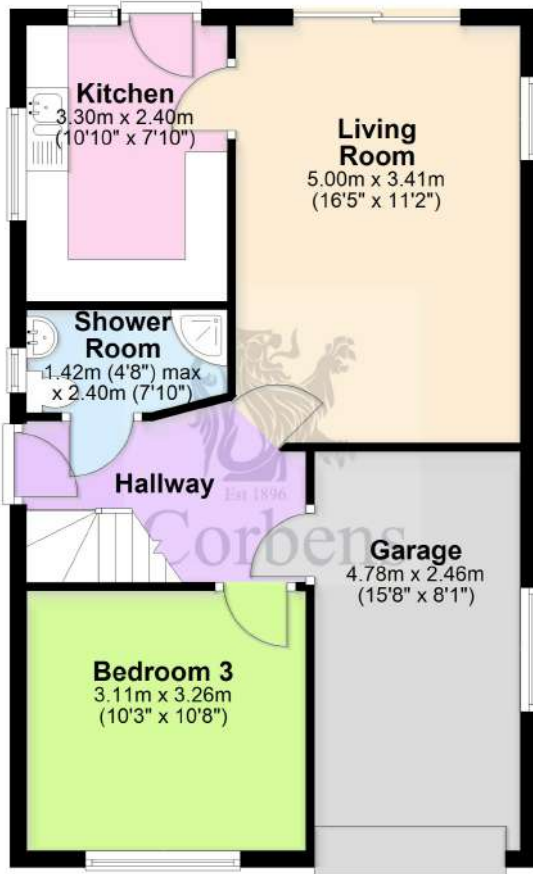 Kitchen
3.30m x 2.40m
(10'10" x 7'10")
Living
Room
5.00m x 3.41m
(16'5" x 11'2")
Shower
Room
1.42m (4'8") max
x 2.40m (7'10")
Hallway
Est 1896
Corbens
Garage
4.78m x 2.46m
(15'8" x 8'1")
Bedroom 3
3.11m x 3.26m
(10'3" x 10'8")